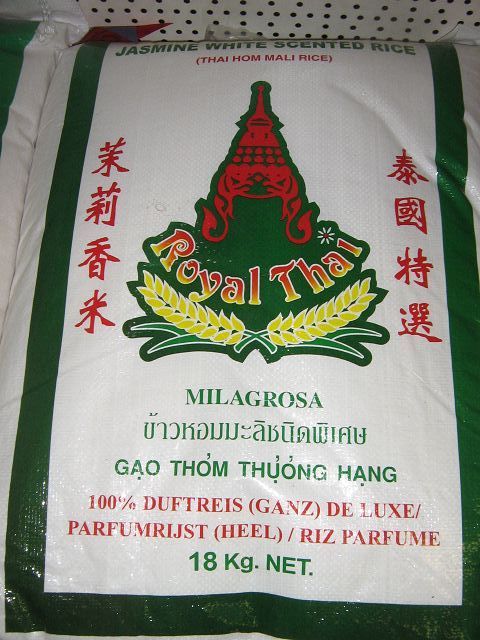 JASMINE WHITE SCENTED RICE
(THAI HOM MALI RICE)
茉莉香米
泰國特選
Royal Thai
MILAGROSA
ข้าวหอมมะลิชนิดพิเศษ
GẠO THỎM THƯỎNG HẠNG
100% DUFTREIS (GANZ) DE LUXE/
PARFUMRIJST (HEEL) / RIZ PARFUME
18 Kg. NET.